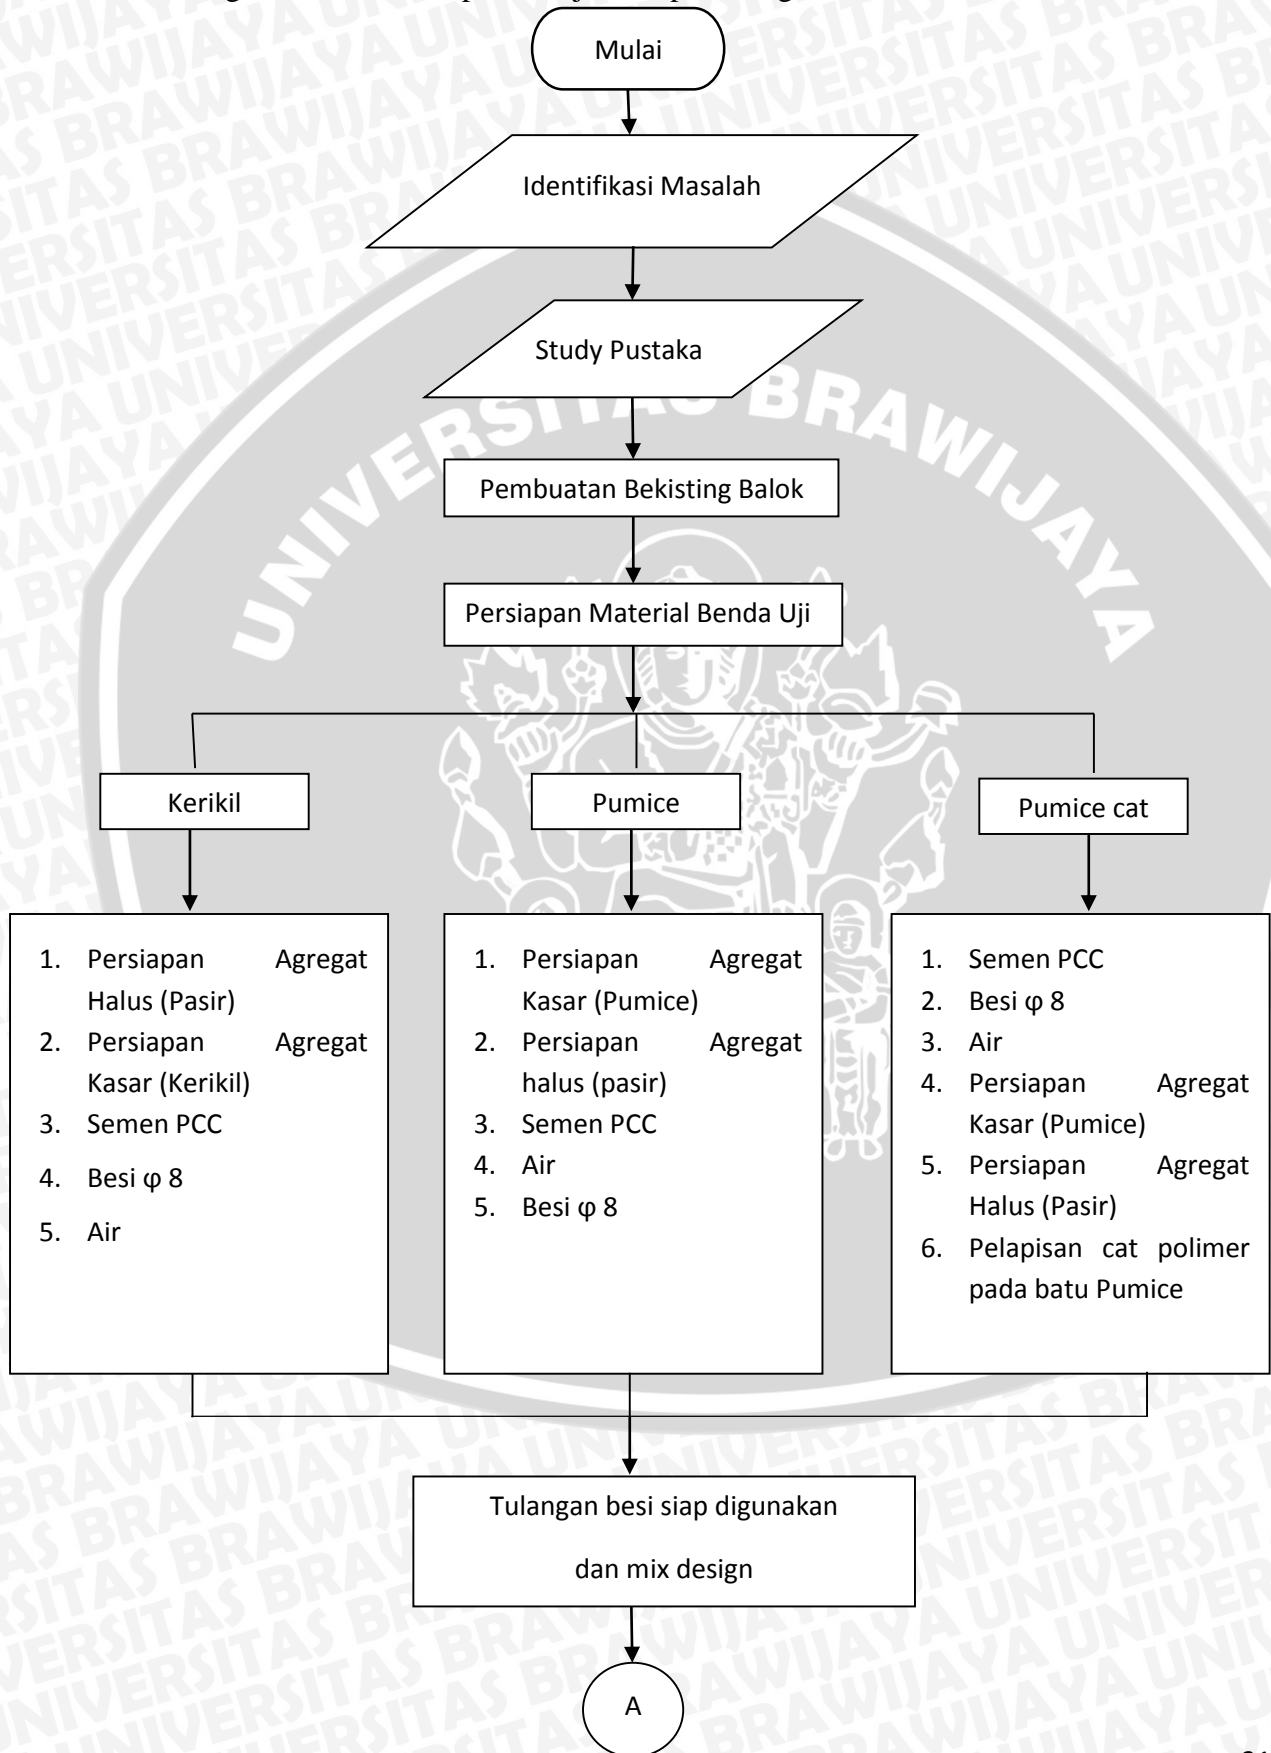 Mulai
Identifikasi Masalah
Study Pustaka
Pembuatan Bekisting Balok
Persiapan Material Benda Uji
Kerikil
Pumice
Pumice cat
1. Persiapan Agregat
Halus (Pasir)
2. Persiapan Agregat
Kasar (Kerikil)
3. Semen PCC
4. Besi φ 8
5. Air
1. Persiapan Agregat
Kasar (Pumice)
2. Persiapan Agregat
halus (pasir)
3. Semen PCC
4. Air
5. Besi φ 8
1. Semen PCC
2. Besi φ 8
3. Air
4. Persiapan Agregat
Kasar (Pumice)
5. Persiapan Agregat
Halus (Pasir)
6. Pelapisan cat polimer
pada batu Pumice
Tulangan besi siap digunakan
dan mix design
A
UNIVERSITAS BRAWIJAYA